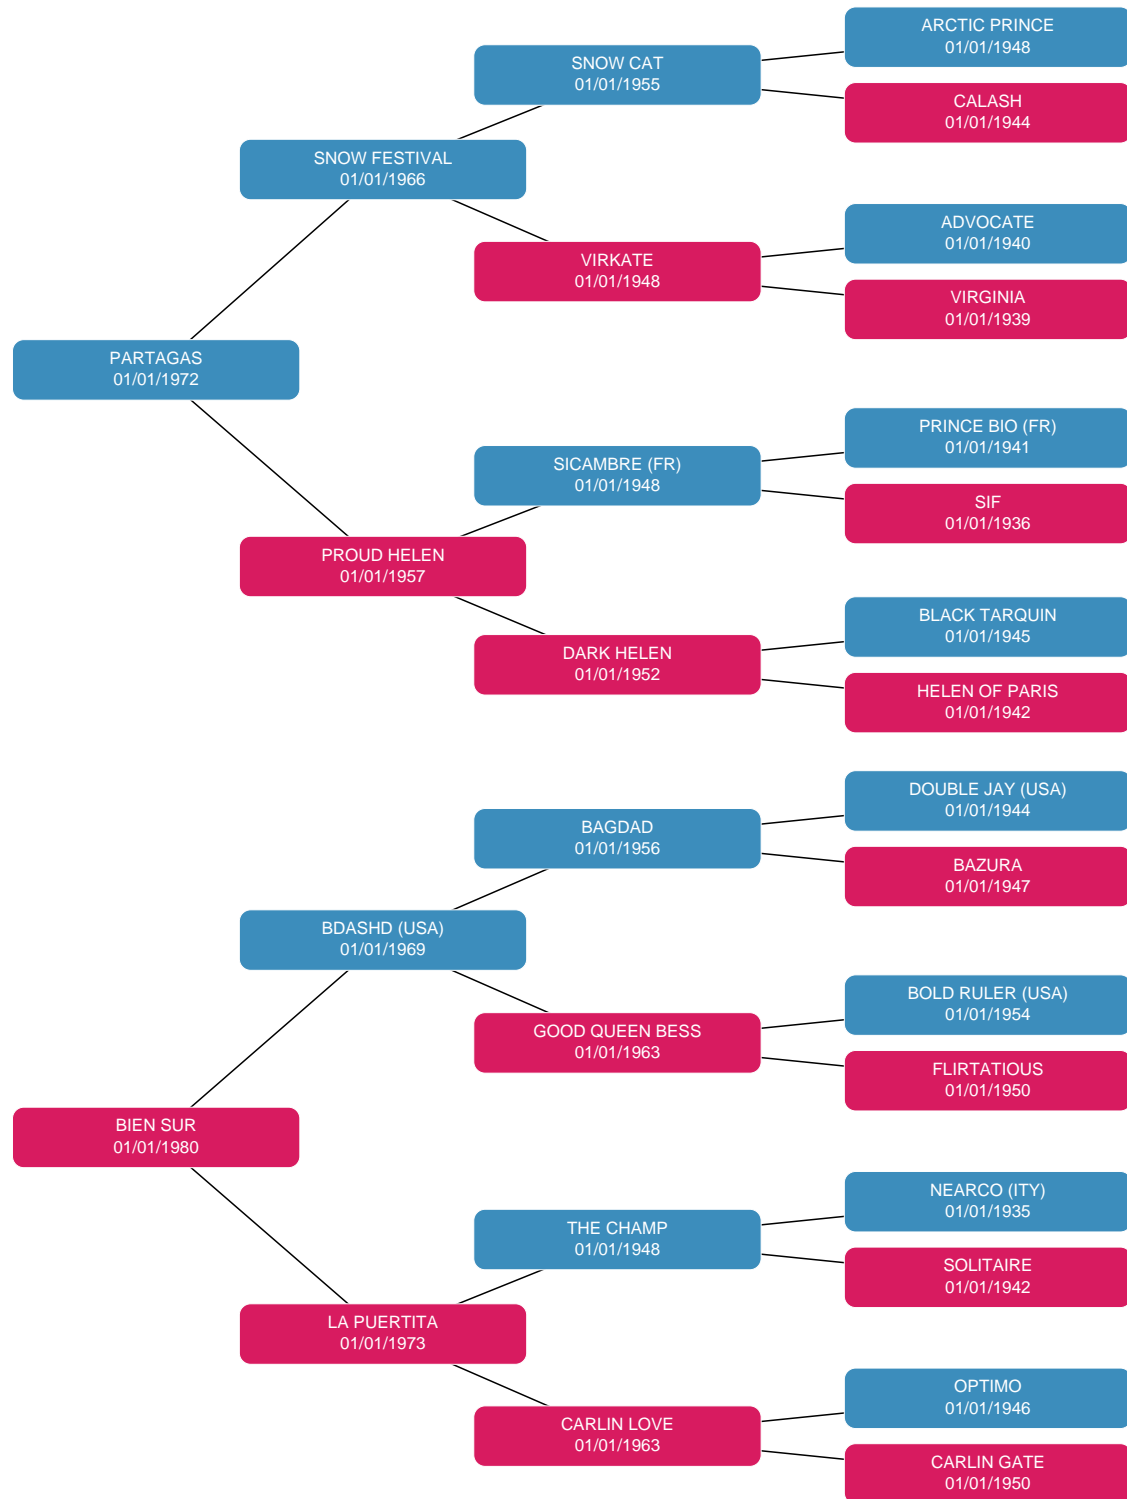 ARCTIC PRINCE
01/01/1948
SNOW CAT
01/01/1955
CALASH
01/01/1944
SNOW FESTIVAL
01/01/1966
ADVOCATE
01/01/1940
VIRKATE
01/01/1948
VIRGINIA
01/01/1939
PARTAGAS
01/01/1972
PRINCE BIO (FR)
01/01/1941
SICAMBRE (FR)
01/01/1948
SIF
01/01/1936
PROUD HELEN
01/01/1957
BLACK TARQUIN
01/01/1945
DARK HELEN
01/01/1952
HELEN OF PARIS
01/01/1942
DOUBLE JAY (USA)
01/01/1944
BAGDAD
01/01/1956
BAZURA
01/01/1947
BDASHD (USA)
01/01/1969
BOLD RULER (USA)
01/01/1954
GOOD QUEEN BESS
01/01/1963
FLIRTATIOUS
01/01/1950
BIEN SUR
01/01/1980
NEARCO (ITY)
01/01/1935
THE CHAMP
01/01/1948
SOLITAIRE
01/01/1942
LA PUERTITA
01/01/1973
OPTIMO
01/01/1946
CARLIN LOVE
01/01/1963
CARLIN GATE
01/01/1950